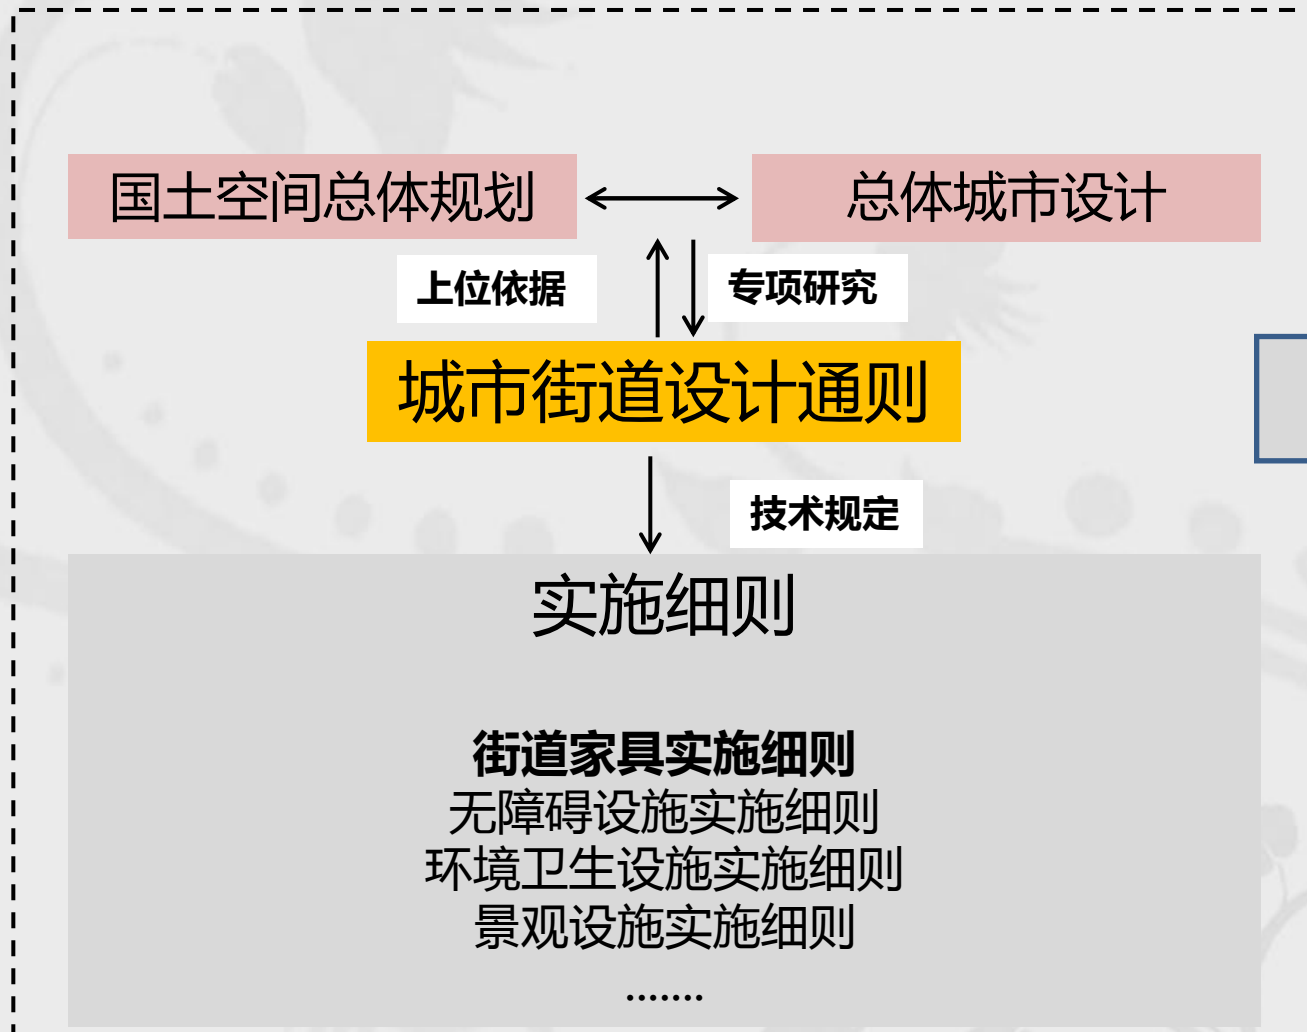 国土空间总体规划
总体城市设计
上位依据
专项研究
城市街道设计通则
技术规定
实施细则
街道家具实施细则
无障碍设施实施细则
环境卫生设施实施细则
景观设施实施细则
.......